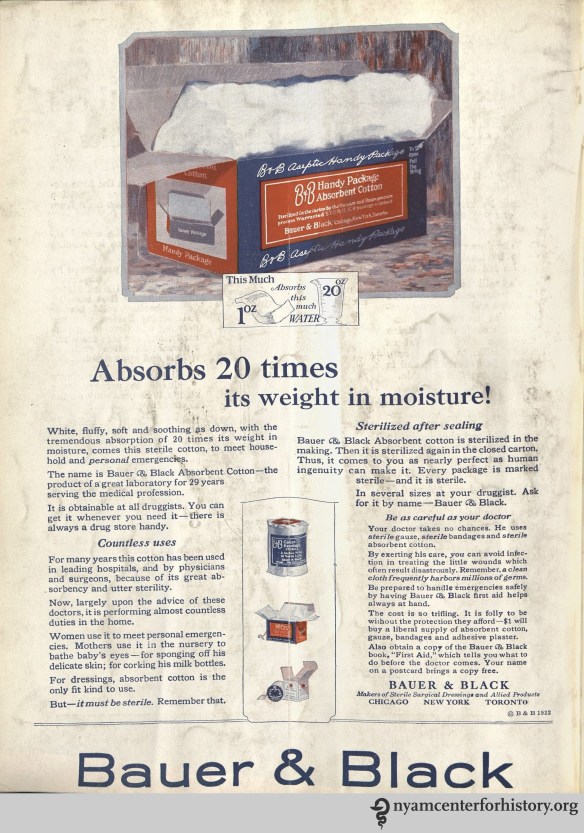 Cotton
Handy Package
Handy Package
B&B Aseptic Handy Package
B&B Handy Package
Absorbent Cotton
Bauer & Black Chicago, New York, Toronto
B&B Aseptic Handy Package
This Much
1 OZ
Absorbs
this
much
WATER
20 OZ
Absorbs 20 times
its weight in moisture!
White, fluffy, soft and soothing as down, with the
tremendous absorption of 20 times its weight in
moisture, comes this sterile cotton, to meet house-
hold and personal emergencies.
The name is Bauer & Black Absorbent Cotton—the
product of a great laboratory for 29 years
serving the medical profession.
It is obtainable at all druggists. You can
get it whenever you need it—there is
always a drug store handy.
Countless uses
For many years this cotton has been used
in leading hospitals, and by physicians
and surgeons, because of its great ab-
sorbency and utter sterility.
Now, largely upon the advice of these
doctors, it is performing almost countless
duties in the home.
Women use it to meet personal emergen-
cies. Mothers use it in the nursery to
bathe baby's eyes—for sponging off his
delicate skin; for corking his milk bottles.
For dressings, absorbent cotton is the
only fit kind to use.
But—it must be sterile. Remember that.
Sterilized after sealing
Bauer & Black Absorbent cotton is sterilized in the
making. Then it is sterilized again in the closed carton.
Thus, it comes to you as nearly perfect as human
ingenuity can make it. Every package is marked
sterile—and it is sterile.
In several sizes at your druggist. Ask
for it by name—Bauer & Black.
Be as careful as your doctor
Your doctor takes no chances. He uses
sterile gauze, sterile bandages and sterile
absorbent cotton.
By exerting his care, you can avoid infec-
tion in treating the little wounds which
often result disastrously. Remember, a clean
cloth frequently harbors millions of germs.
Be prepared to handle emergencies safely
by having Bauer & Black first aid helps
always at hand.
The cost is so trifling. It is folly to be
without the protection they afford—$1 will
buy a liberal supply of absorbent cotton,
gauze, bandages and adhesive plaster.
Also obtain a copy of the Bauer & Black
book, "First Aid," which tells you what to
do before the doctor comes. Your name
on a postcard brings a copy free.
BAUER & BLACK
Makers of Sterile Surgical Dressings and Allied Products
CHICAGO NEW YORK TORONTO
© B & B 1922
B&B
Bauer & Black
nyamcenterforhistory.org